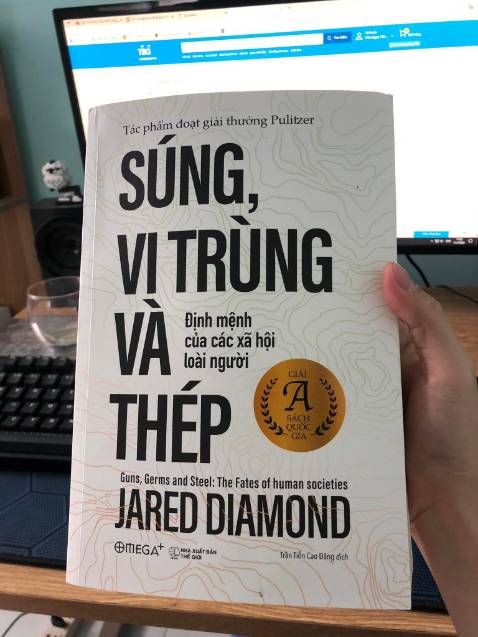 TIKI
Tác phẩm đoạt giải thưởng Pulitzer
SÚNG,
VI TRÙNG
VÀ
Định mệnh
của các xã hội
loài người
THÉP
GIẢI
A
SÁCH QUỐC
GIA
Guns, Germs and Steel: The Fates of human societies
JARED DIAMOND
OMEGA+
NHÀ XUẤT BẢN
THẾ GIỚI
Trần Tiễn Cao Đăng dịch